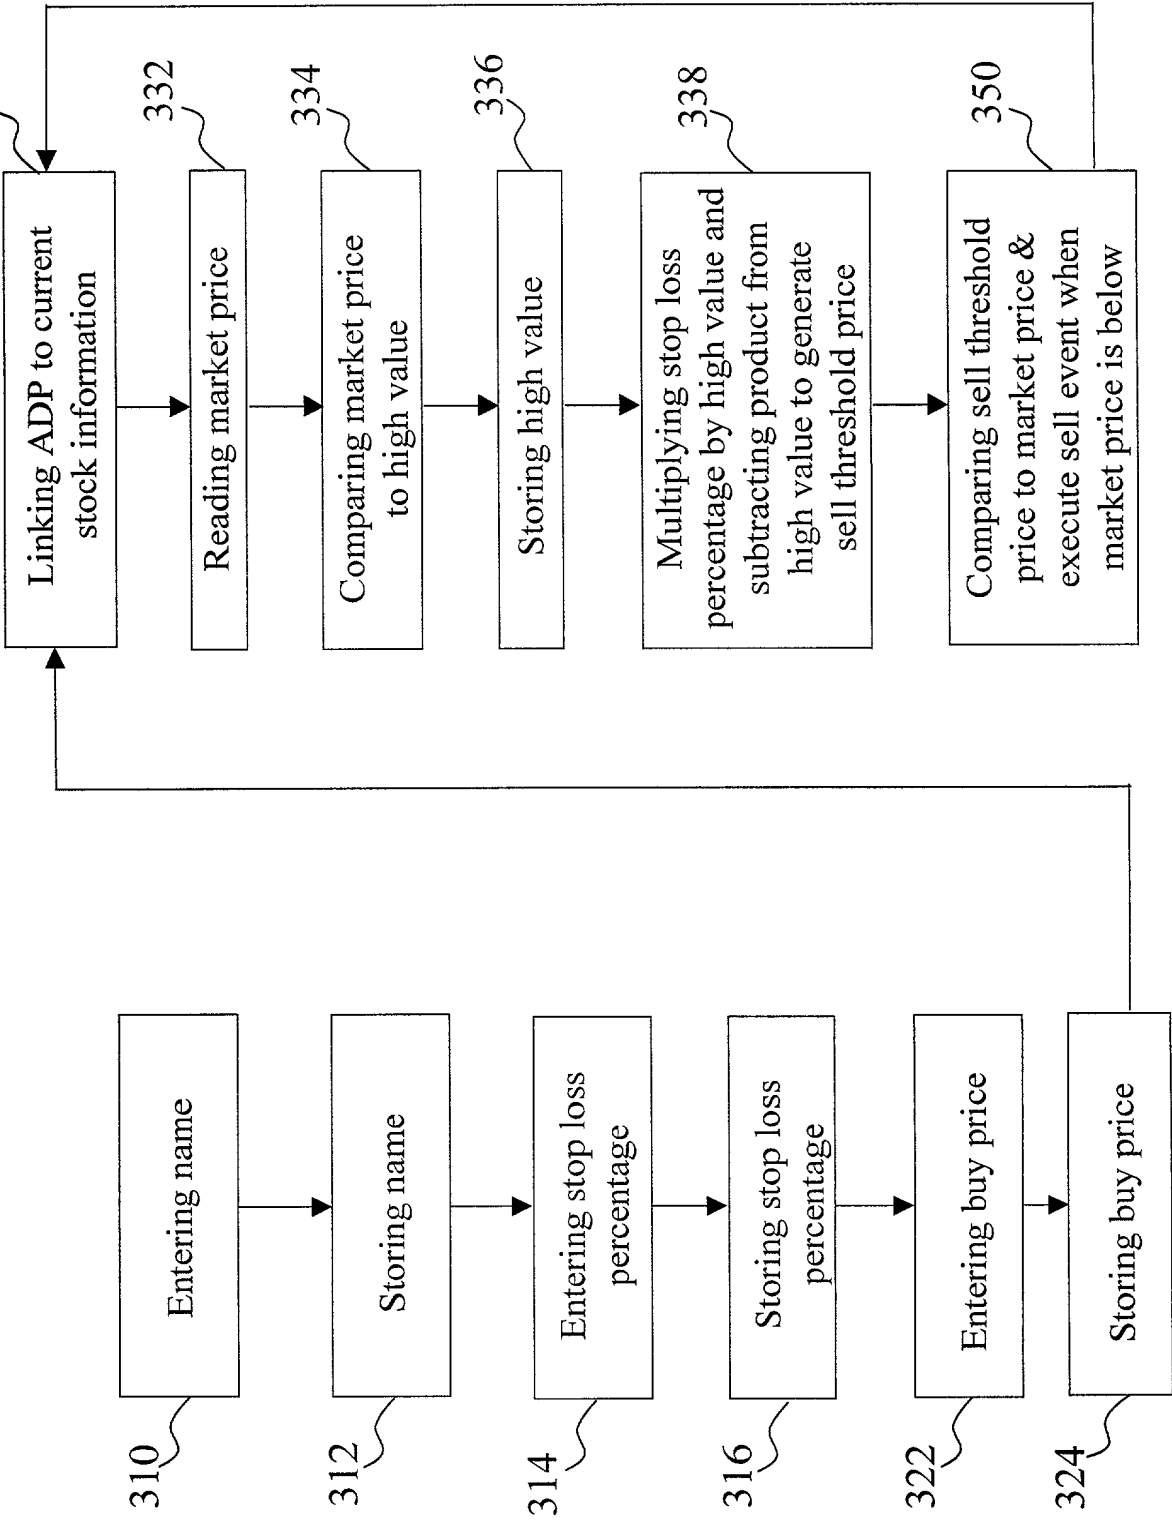 310
Entering name
312
Storing name
314
Entering stop loss
percentage
316
Storing stop loss
percentage
322
Entering buy price
324
Storing buy price
Linking ADP to current
stock information
332
Reading market price
334
Comparing market price
to high value
336
Storing high value
338
Multiplying stop loss
percentage by high value and
subtracting product from
high value to generate
sell threshold price
350
Comparing sell threshold
price to market price &
execute sell event when
market price is below